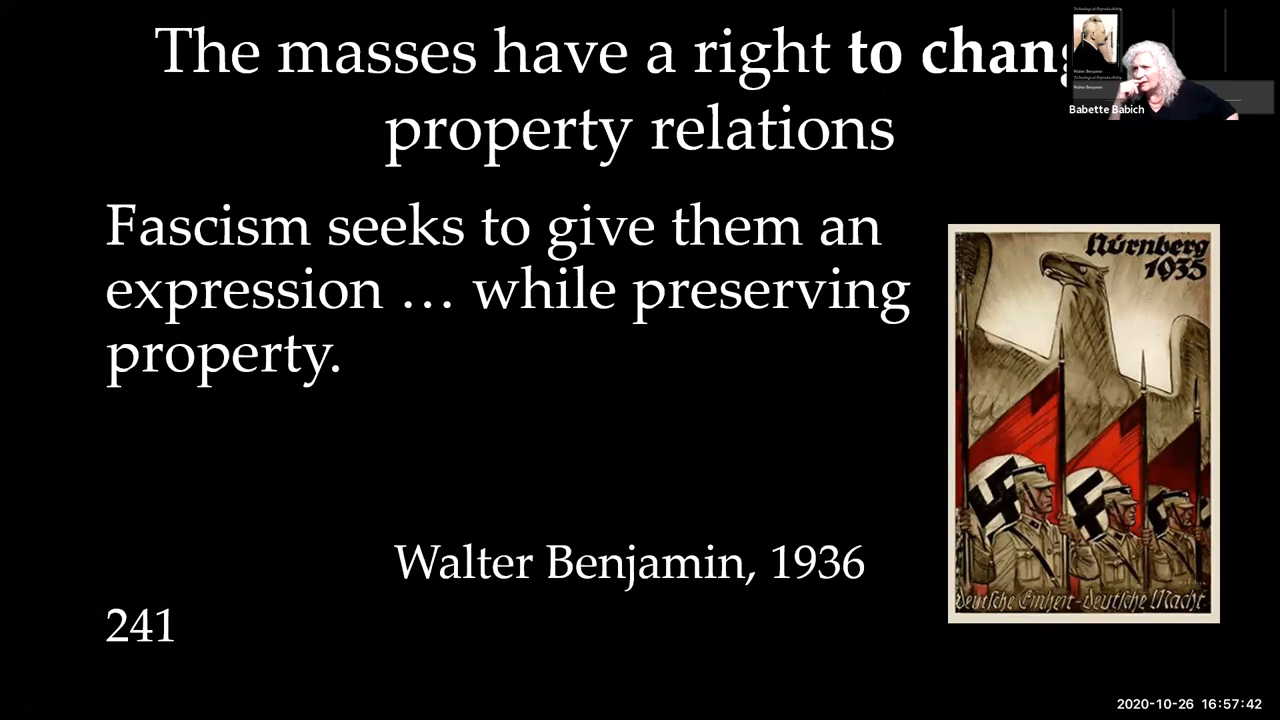 The masses have a right to chang
property relations
Babette Babich
Fascism seeks to give them an
expression … while preserving
property.
Nürnberg
1935
Walter Benjamin, 1936
deutsche Einheit - deutsche Macht
241
2020-10-26 16:57:42